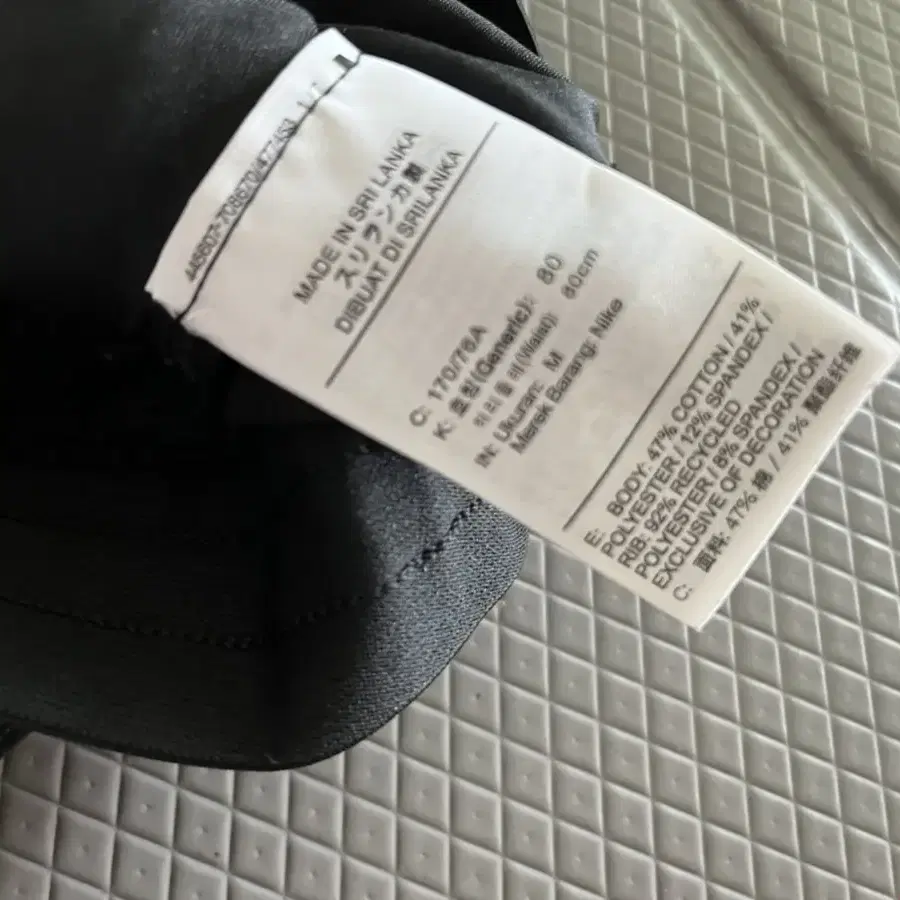 MADE IN SRI LANKA
スリランカ製
DIBUAT DI SRILANKA
C: 170/76A
K: 호칭(Generic): 80
허리둘레(Waist): 80cm
IN: Ukuran: M
Merek Barang: Nike
E: BODY: 47% COTTON / 41%
POLYESTER / 12% SPANDEX /
RIB: 92% RECYCLED
POLYESTER / 8% SPANDEX /
EXCLUSIVE OF DECORATION
C: 面料: 47% 棉 / 41% 聚酯纤维